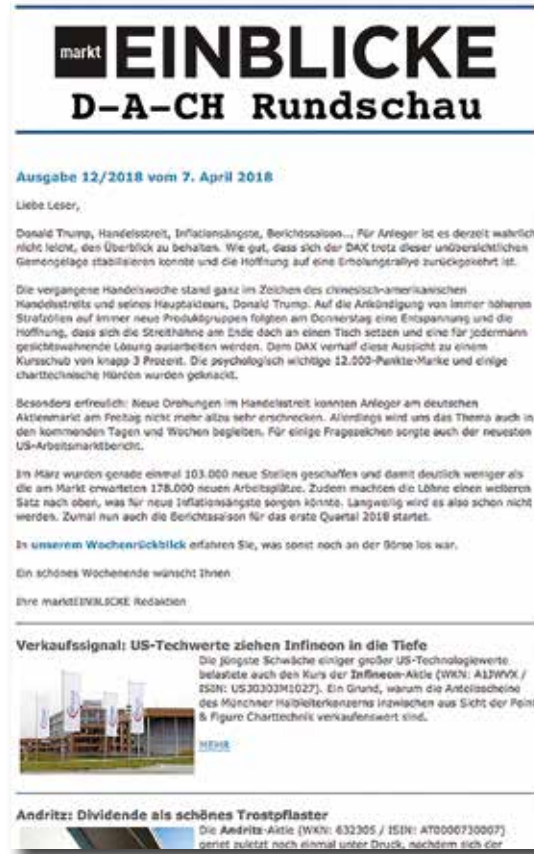 markt EINBLICKE
D-A-CH Rundschau
Ausgabe 12/2018 vom 7. April 2018
Liebe Leser,
Donald Trump, Handelsstreit, Inflationsängste, Berichtssaison... Für Anleger ist es derzeit wahrlich
nicht leicht, den Überblick zu behalten. Wie gut, dass sich der DAX trotz dieser unübersichtlichen
Gemengelage stabilisieren konnte und die Hoffnung auf eine Erholungsrallye zurückgekehrt ist.
Die vergangene Handelswoche stand ganz im Zeichen des chinesisch-amerikanischen
Handelsstreits und seines Hauptakteurs, Donald Trump. Auf die Ankündigung von immer höheren
Strafzöllen auf immer neue Produktgruppen folgten am Donnerstag eine Entspannung und die
Hoffnung, dass sich die Streithähne am Ende doch an einen Tisch setzen und eine für jedermann
gesichtswahrende Lösung ausarbeiten werden. Dem DAX verhalf diese Aussicht zu einem
Kursschub von knapp 3 Prozent. Die psychologisch wichtige 12.000-Punkte-Marke und einige
charttechnische Hürden wurden geknackt.
Besonders erfreulich: Neue Drohungen im Handelsstreit konnten Anleger am deutschen
Aktienmarkt am Freitag nicht mehr allzu sehr erschrecken. Allerdings wird uns das Thema auch in
den kommenden Tagen und Wochen begleiten. Für einige Fragezeichen sorgte auch der neuesten
US-Arbeitsmarktbericht.
Im März wurden gerade einmal 103.000 neue Stellen geschaffen und damit deutlich weniger als
die am Markt erwarteten 178.000 neuen Arbeitsplätze. Zudem machten die Löhne einen weiteren
Satz nach oben, was für neue Inflationsängste sorgen könnte. Langweilig wird es also schon nicht
werden. Zumal nun auch die Berichtssaison für das erste Quartal 2018 startet.
In unserem Wochenrückblick erfahren Sie, was sonst noch an der Börse los war.
Ein schönes Wochenende wünscht Ihnen
Ihre marktEINBLICKE Redaktion
Verkaufssignal: US-Techwerte ziehen Infineon in die Tiefe
Die jüngste Schwäche einiger großer US-Technologiewerte
belastete auch den Kurs der Infineon-Aktie (WKN: A1JWVX /
ISIN: US30303M1027). Ein Grund, warum die Anteilsscheine
des Münchner Halbleiterkonzerns inzwischen aus Sicht der Point
& Figure Charttechnik verkaufenswert sind.
MEHR
Andritz: Dividende als schönes Trostpflaster
Die Andritz-Aktie (WKN: 632305 / ISIN: AT0000730007)
geriet zuletzt noch einmal unter Druck, nachdem sich der